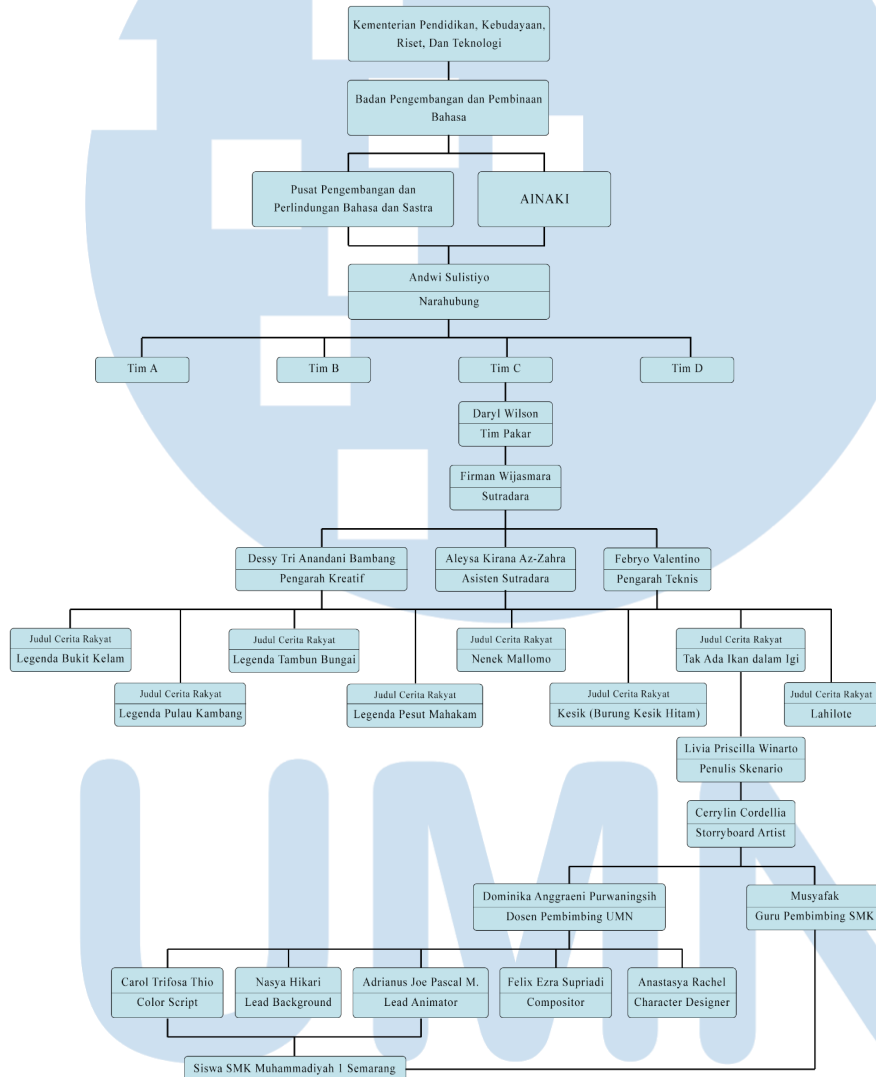 Kementerian Pendidikan, Kebudayaan,
Riset, Dan Teknologi
Badan Pengembangan dan Pembinaan
Bahasa
Pusat Pengembangan dan
Perlindungan Bahasa dan Sastra
AINAKI
Andwi Sulistiyo
Narahubung
Tim A
Tim B
Tim C
Tim D
Daryl Wilson
Tim Pakar
Firman Wijasmara
Sutradara
Dessy Tri Anandani Bambang
Pengarah Kreatif
Aleysa Kirana Az-Zahra
Asisten Sutradara
Febryo Valentino
Pengarah Teknis
Judul Cerita Rakyat
Legenda Bukit Kelam
Judul Cerita Rakyat
Legenda Tambun Bungai
Judul Cerita Rakyat
Nenek Mallomo
Judul Cerita Rakyat
Tak Ada Ikan dalam Igi
Judul Cerita Rakyat
Legenda Pulau Kambang
Judul Cerita Rakyat
Legenda Pesut Mahakam
Judul Cerita Rakyat
Kesik (Burung Kesik Hitam)
Judul Cerita Rakyat
Lahilote
Livia Priscilla Winarto
Penulis Skenario
Cerrylin Cordellia
Storryboard Artist
Dominika Anggraeni Purwaningsih
Dosen Pembimbing UMN
Musyafak
Guru Pembimbing SMK
Carol Trifosa Thio
Color Script
Nasya Hikari
Lead Background
Adrianus Joe Pascal M.
Lead Animator
Felix Ezra Supriadi
Compositor
Anastasya Rachel
Character Designer
Siswa SMK Muhammadiyah 1 Semarang
UMN